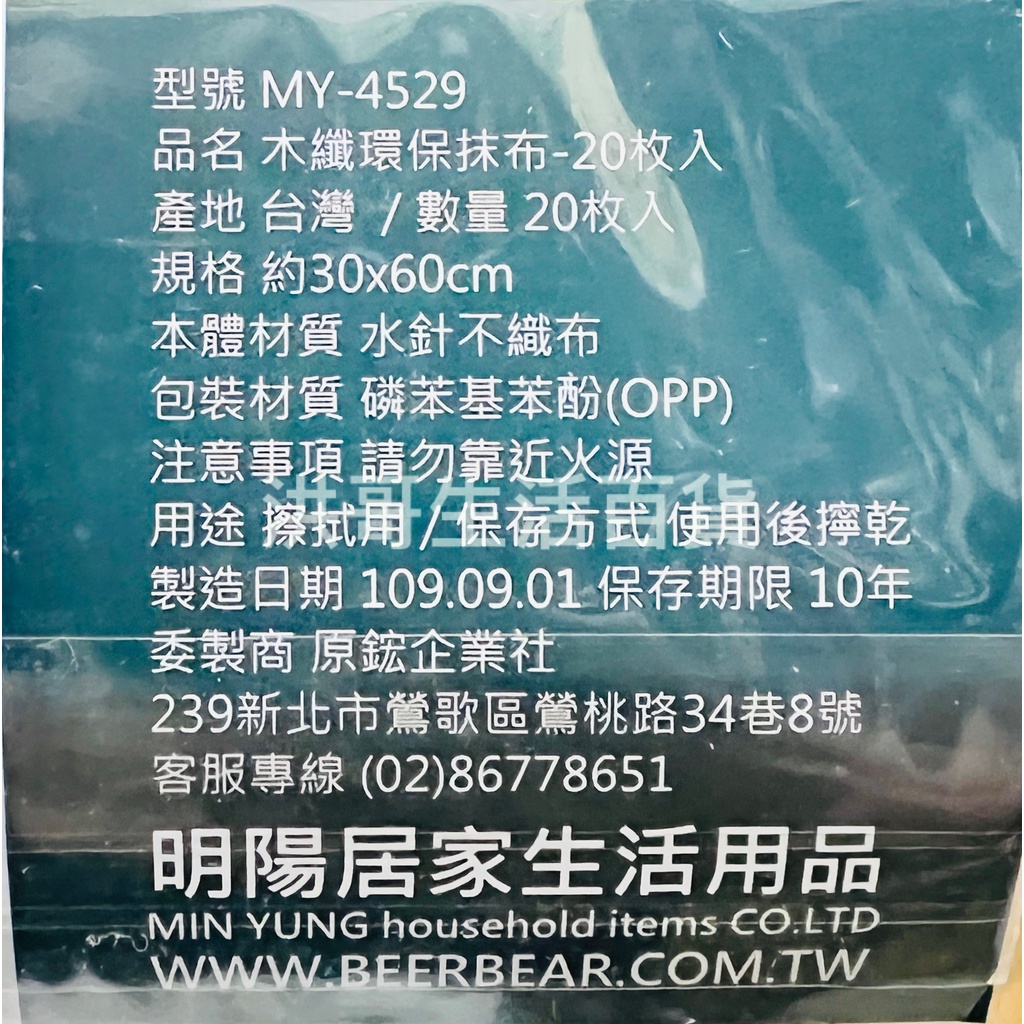 型號 MY-4529
品名 木纖環保抹布-20枚入
產地 台灣 / 數量 20枚入
規格 約30x60cm
本體材質 水針不織布
包裝材質 磷苯基苯酚(OPP)
注意事項 請勿靠近火源
洪哥生活百貨
用途 擦拭用 / 保存方式 使用後擰乾
製造日期 109.09.01 保存期限 10年
委製商 原鋐企業社
239新北市鶯歌區鶯桃路34巷8號
客服專線 (02)86778651
明陽居家生活用品
MIN YUNG household items CO.LTD
WWW.BEERBEAR.COM.TW